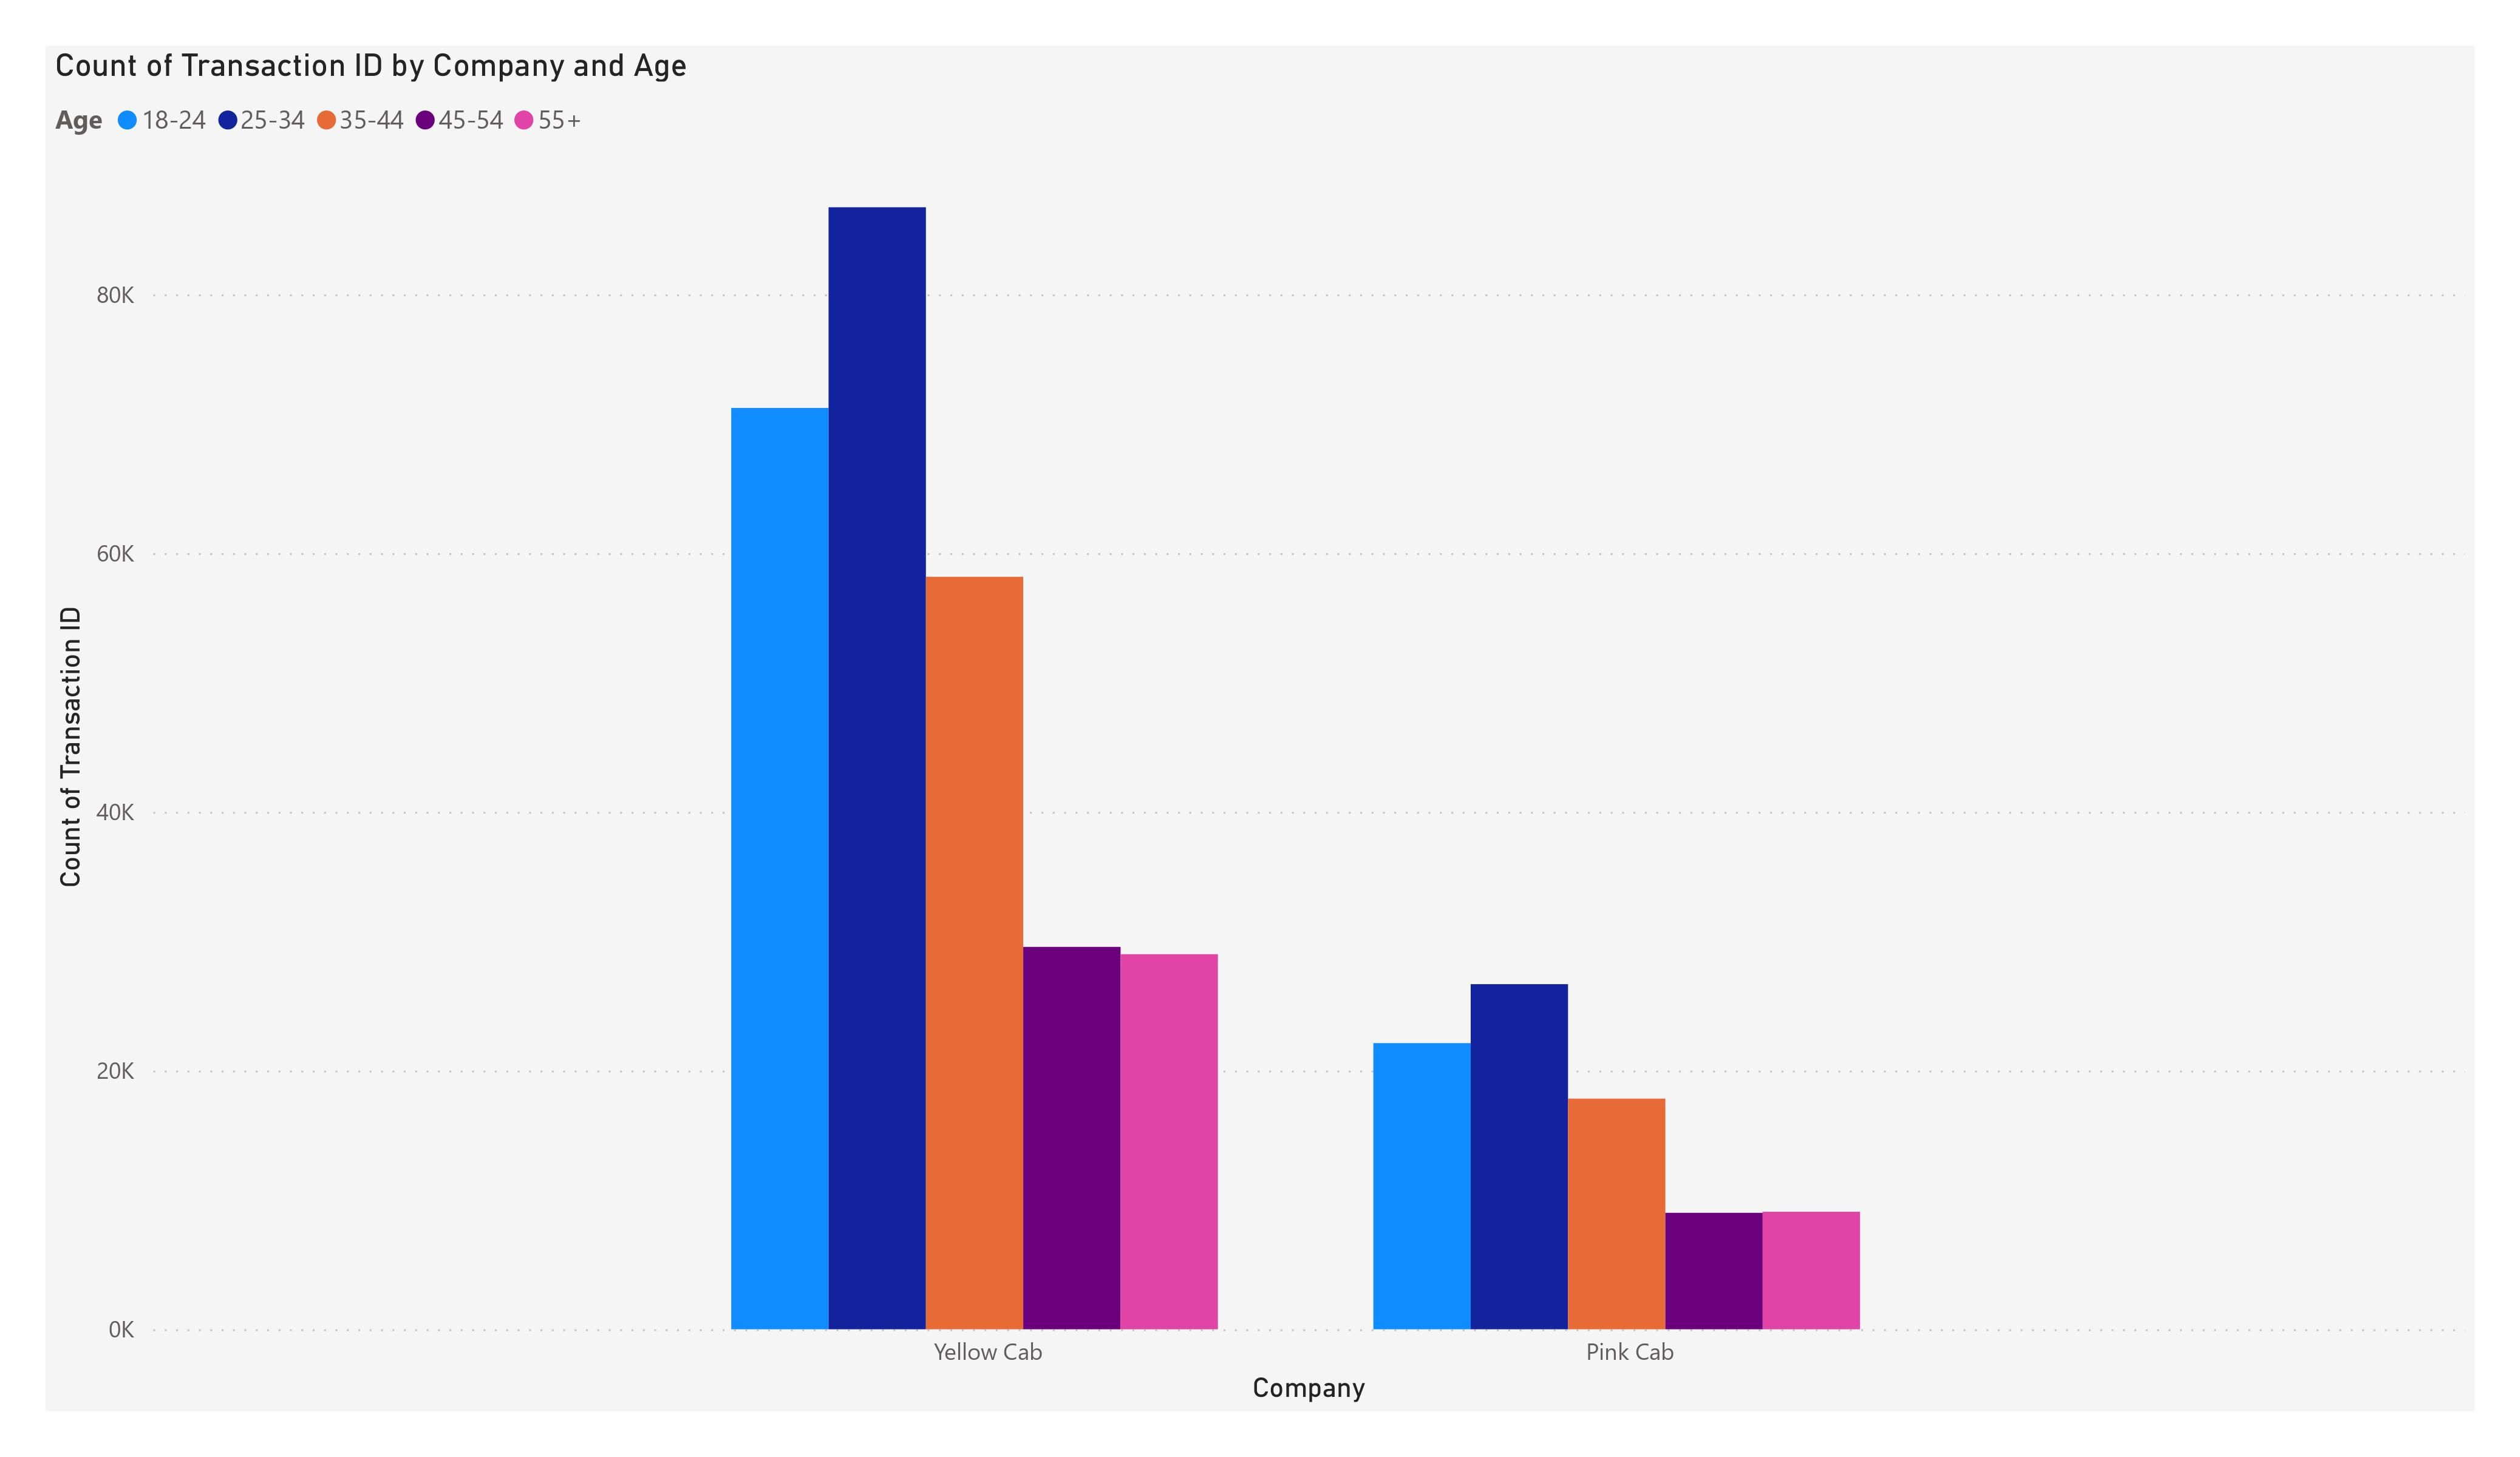 Count of Transaction ID by Company and Age
Age 18-24 25-34 35-44 45-54 55+
80K
60K
40K
20K
0K
Count of Transaction ID
Yellow Cab Pink Cab
Company